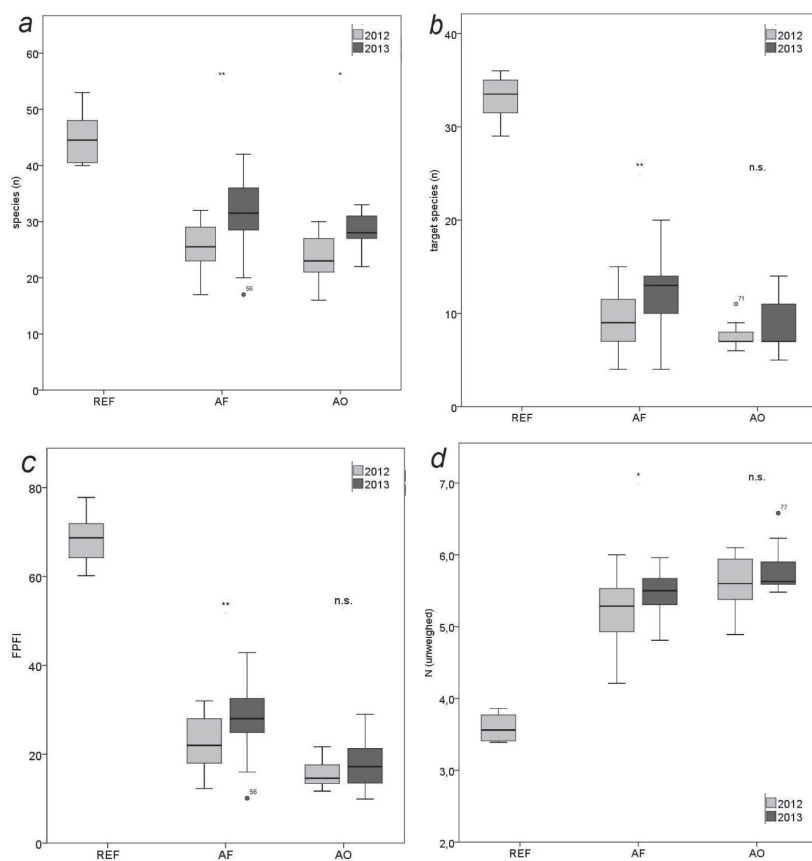 a
2012
2013
species (n)
60
50
40
30
20
10
0
** *
56
REF AF AO
b
2012
2013
target species (n)
40
30
20
10
0
** n.s.
71
REF AF AO
c
2012
2013
FPFI
80
60
40
20
0
** n.s.
56
REF AF AO
d
N (unweighed)
7,0
6,0
5,0
4,0
3,0
2,0
* n.s.
77
2012
2013
REF AF AO